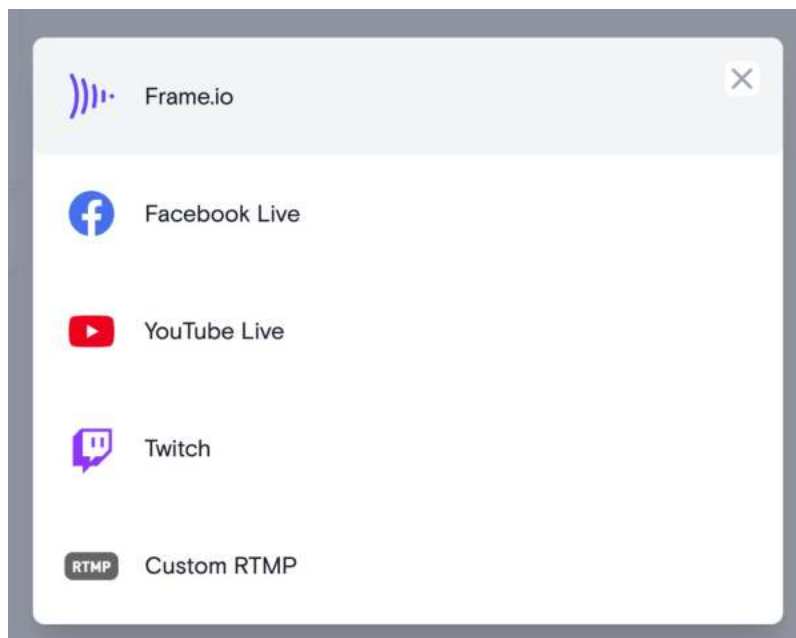 Frame.io
Facebook Live
YouTube Live
Twitch
RTMP Custom RTMP